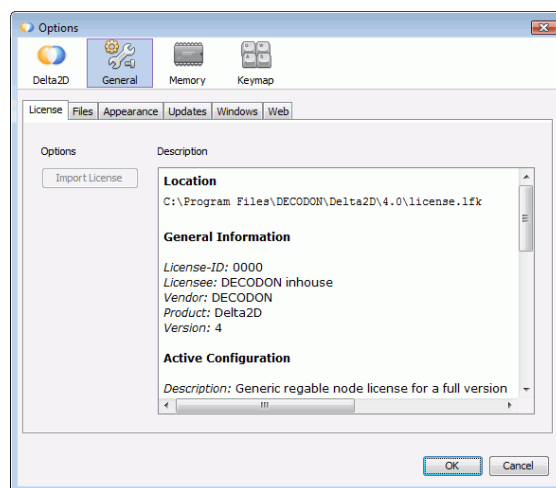 Options
Delta2D General Memory Keymap
License Files Appearance Updates Windows Web
Options Description
Import License
Location
C:\Program Files\DECODON\Delta2D\4.0\license.lfk
General Information
License-ID: 0000
Licensee: DECODON inhouse
Vendor: DECODON
Product: Delta2D
Version: 4
Active Configuration
Description: Generic regable node license for a full version
OK Cancel